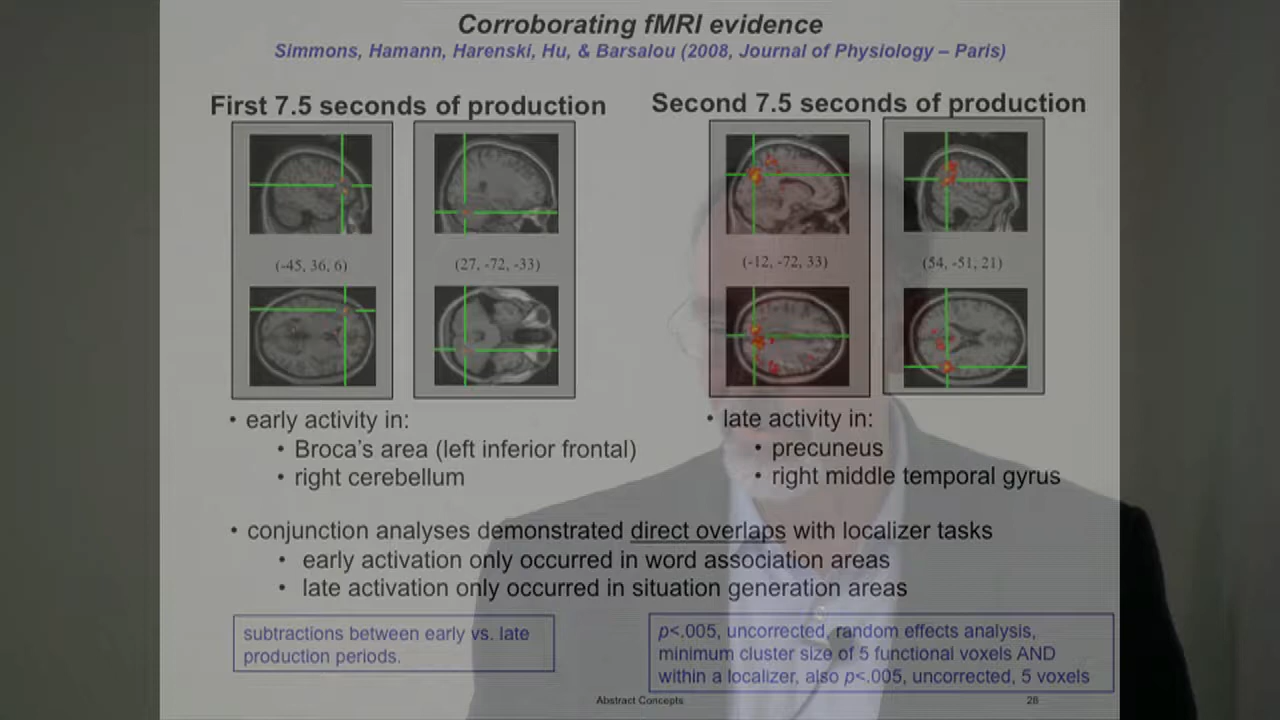 Corroborating fMRI evidence
Simmons, Hamann, Harenski, Hu, & Barsalou (2008, Journal of Physiology – Paris)
First 7.5 seconds of production
Second 7.5 seconds of production
(-45, 36, 6)
(27, -72, -33)
(-12, -72, 33)
(54, -51, 21)
• early activity in:
• Broca's area (left inferior frontal)
• right cerebellum
• late activity in:
• precuneus
• right middle temporal gyrus
• conjunction analyses demonstrated direct overlaps with localizer tasks
• early activation only occurred in word association areas
• late activation only occurred in situation generation areas
subtractions between early vs. late
production periods.
p<.005, uncorrected, random effects analysis,
minimum cluster size of 5 functional voxels AND
within a localizer, also p<.005, uncorrected, 5 voxels
Abstract Concepts
26